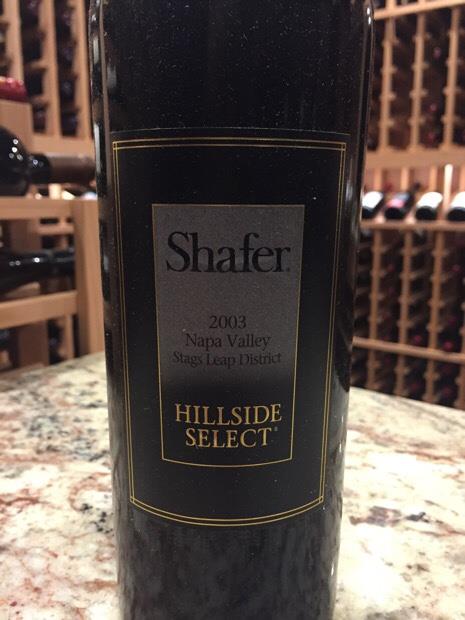 Shafer®
2003
Napa Valley
Stags Leap District
HILLSIDE
SELECT®